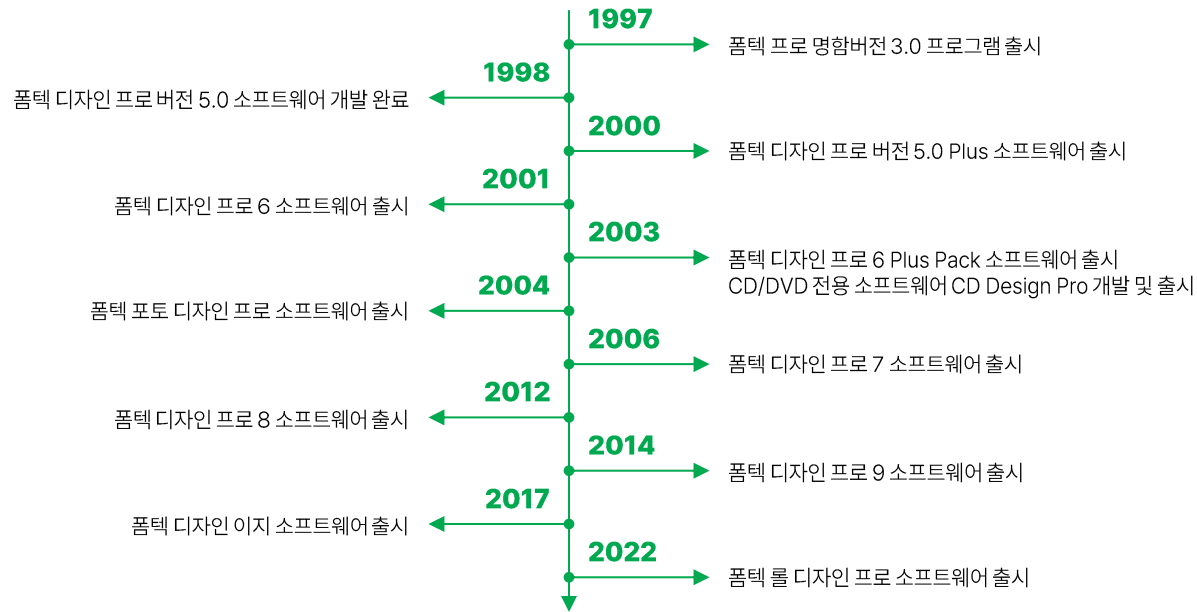 1997
폼텍 프로 명함버전 3.0 프로그램 출시
1998
폼텍 디자인 프로 버전 5.0 소프트웨어 개발 완료
2000
폼텍 디자인 프로 버전 5.0 Plus 소프트웨어 출시
2001
폼텍 디자인 프로 6 소프트웨어 출시
2003
폼텍 디자인 프로 6 Plus Pack 소프트웨어 출시
CD/DVD 전용 소프트웨어 CD Design Pro 개발 및 출시
2004
폼텍 포토 디자인 프로 소프트웨어 출시
2006
폼텍 디자인 프로 7 소프트웨어 출시
2012
폼텍 디자인 프로 8 소프트웨어 출시
2014
폼텍 디자인 프로 9 소프트웨어 출시
2017
폼텍 디자인 이지 소프트웨어 출시
2022
폼텍 롤 디자인 프로 소프트웨어 출시